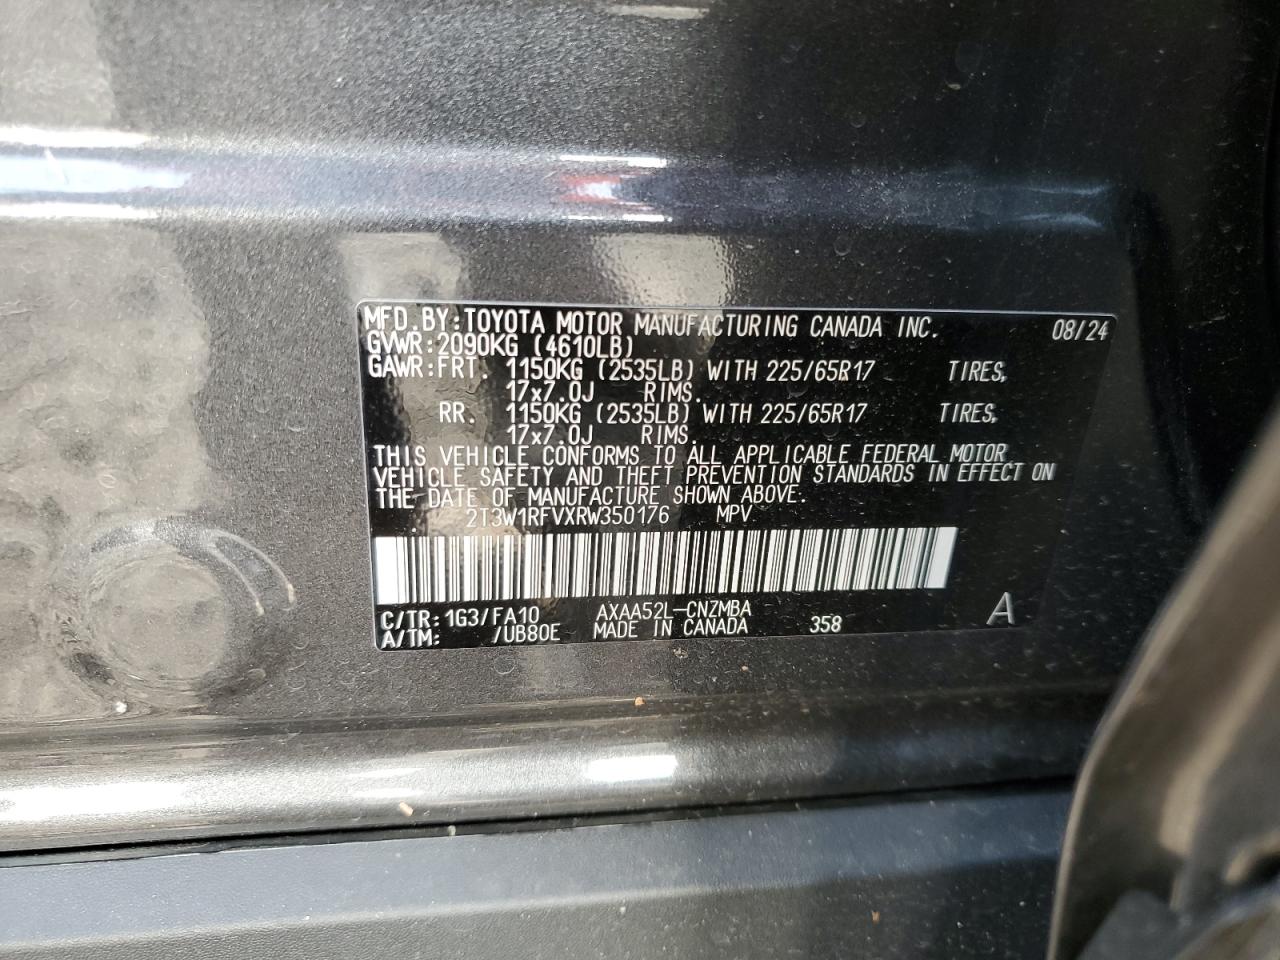 MFD.BY:TOYOTA MOTOR MANUFACTURING CANADA INC. 08/24
GVWR:2090KG (4610LB)
GAWR:FRT. 1150KG (2535LB) WITH 225/65R17 TIRES,
17x7.0J RIMS.
RR. 1150KG (2535LB) WITH 225/65R17 TIRES,
17x7.0J RIMS.
THIS VEHICLE CONFORMS TO ALL APPLICABLE FEDERAL MOTOR
VEHICLE SAFETY AND THEFT PREVENTION STANDARDS IN EFFECT ON
THE DATE OF MANUFACTURE SHOWN ABOVE.
2T3W1RFVXRW350176 MPV
C/TR:1G3/FA10 AXAA52L-CNZMBA A
A/TM: /UB80E MADE IN CANADA 358